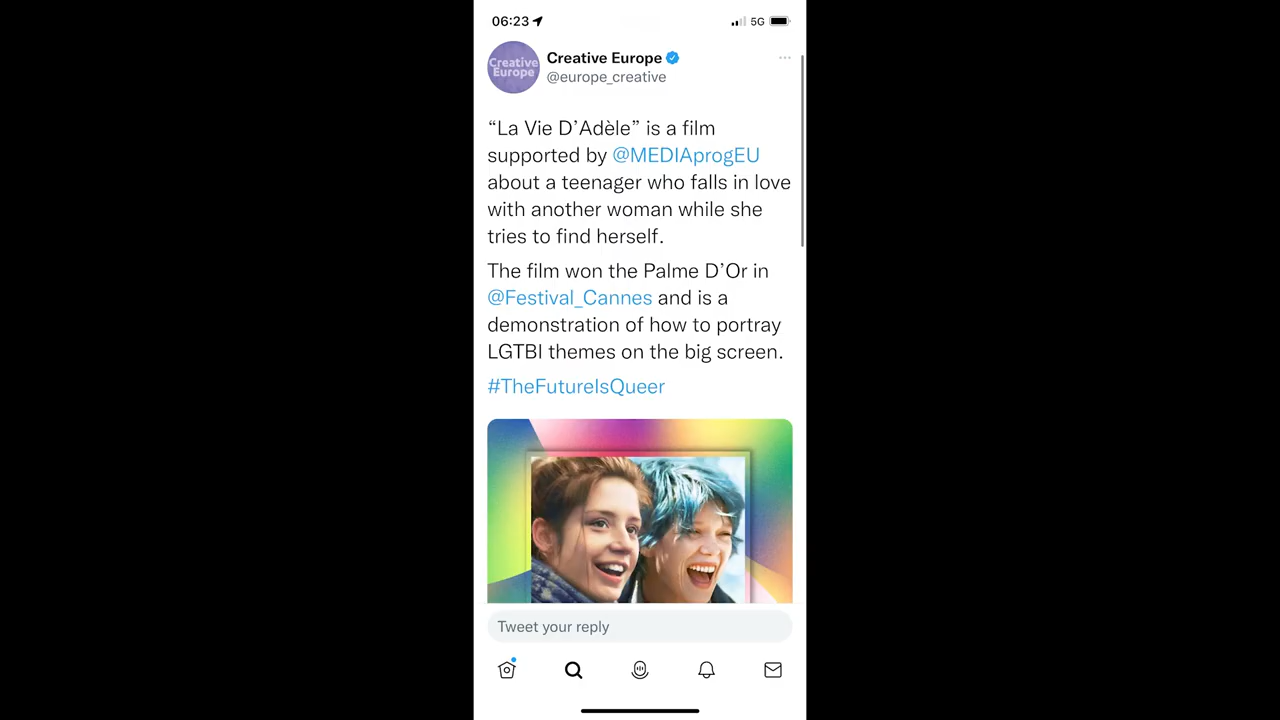 06:23
5G
Creative Europe
Creative
Europe
@europe_creative
“La Vie D’Adèle” is a film
supported by @MEDIAprogEU
about a teenager who falls in love
with another woman while she
tries to find herself.
The film won the Palme D’Or in
@Festival_Cannes and is a
demonstration of how to portray
LGTBI themes on the big screen.
#TheFutureIsQueer
Tweet your reply